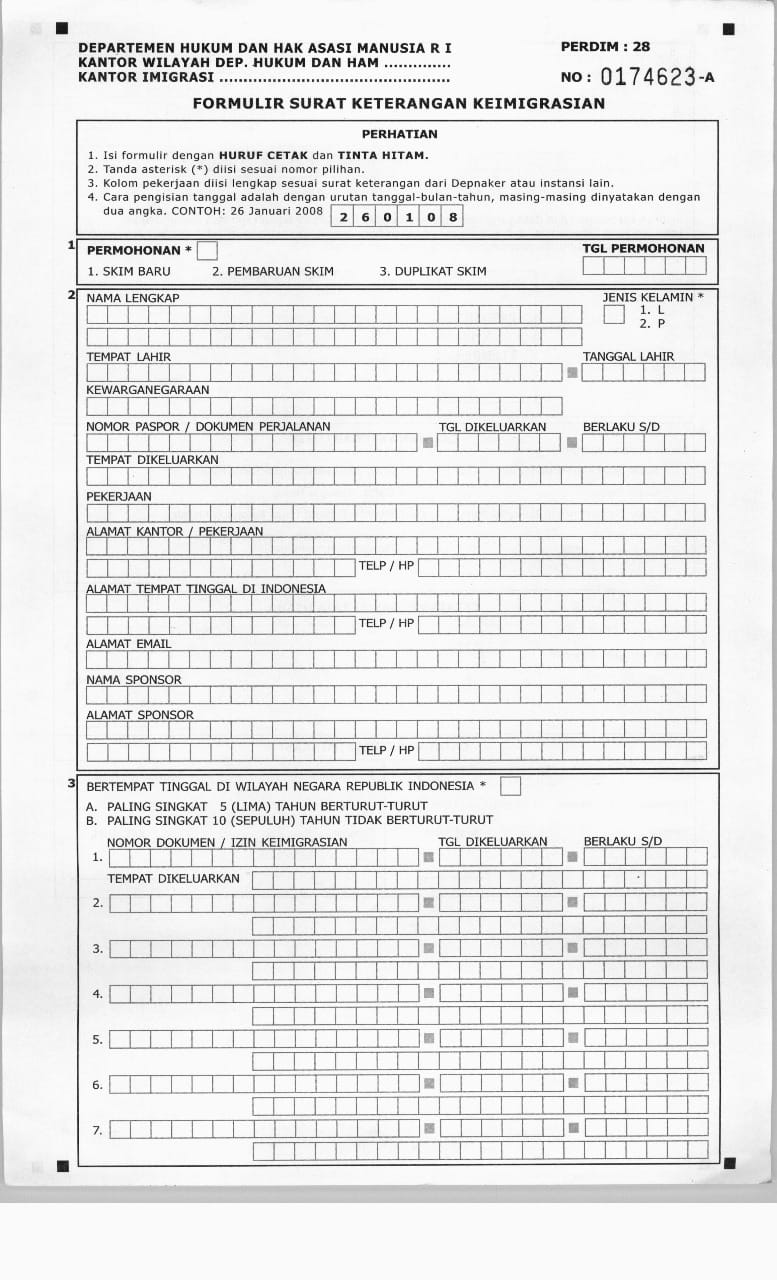 DEPARTEMEN HUKUM DAN HAK ASASI MANUSIA R I
PERDIM : 28
KANTOR WILAYAH DEP. HUKUM DAN HAM .............
KANTOR IMIGRASI ................................................
NO : 0174623-A
FORMULIR SURAT KETERANGAN KEIMIGRASIAN
PERHATIAN
1. Isi formulir dengan HURUF CETAK dan TINTA HITAM.
2. Tanda asterisk (*) diisi sesuai nomor pilihan.
3. Kolom pekerjaan diisi lengkap sesuai surat keterangan dari Depnaker atau instansi lain.
4. Cara pengisian tanggal adalah dengan urutan tanggal-bulan-tahun, masing-masing dinyatakan dengan
dua angka. CONTOH: 26 Januari 2008 2 6 0 1 0 8
1 PERMOHONAN * TGL PERMOHONAN
1. SKIM BARU 2. PEMBARUAN SKIM 3. DUPLIKAT SKIM
2 NAMA LENGKAP JENIS KELAMIN *
1. L
2. P
TEMPAT LAHIR TANGGAL LAHIR
KEWARGANEGARAAN
NOMOR PASPOR / DOKUMEN PERJALANAN TGL DIKELUARKAN BERLAKU S/D
TEMPAT DIKELUARKAN
PEKERJAAN
ALAMAT KANTOR / PEKERJAAN
TELP / HP
ALAMAT TEMPAT TINGGAL DI INDONESIA
TELP / HP
ALAMAT EMAIL
NAMA SPONSOR
ALAMAT SPONSOR
TELP / HP
3 BERTEMPAT TINGGAL DI WILAYAH NEGARA REPUBLIK INDONESIA *
A. PALING SINGKAT 5 (LIMA) TAHUN BERTURUT-TURUT
B. PALING SINGKAT 10 (SEPULUH) TAHUN TIDAK BERTURUT-TURUT
NOMOR DOKUMEN / IZIN KEIMIGRASIAN TGL DIKELUARKAN BERLAKU S/D
1.
TEMPAT DIKELUARKAN
2.
3.
4.
5.
6.
7.